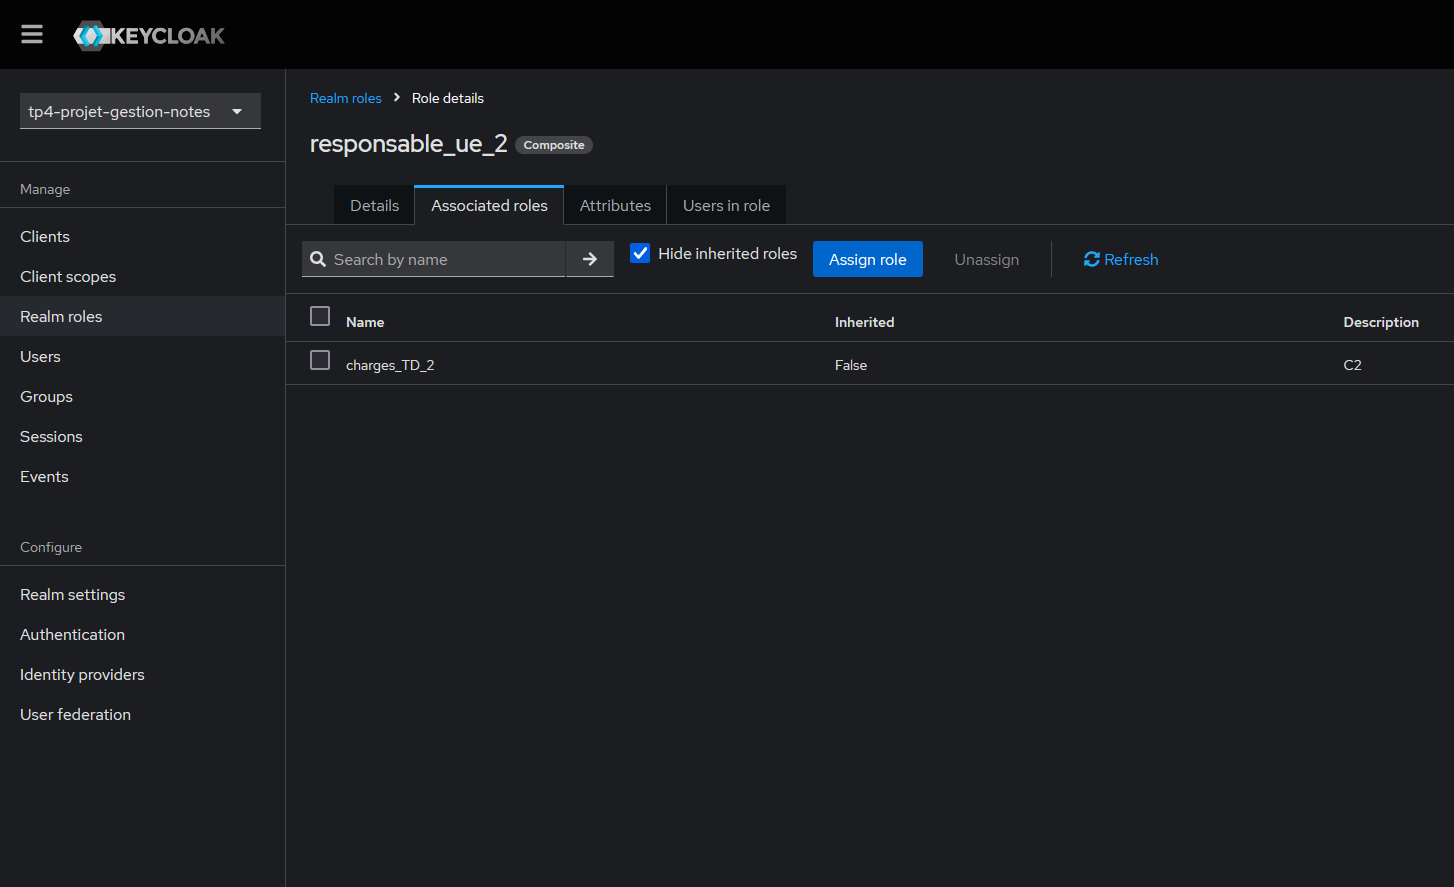 KEYCLOAK
tp4-projet-gestion-notes
Manage
Clients
Client scopes
Realm roles
Users
Groups
Sessions
Events
Configure
Realm settings
Authentication
Identity providers
User federation
Realm roles > Role details
responsable_ue_2 Composite
Details Associated roles Attributes Users in role
Search by name Hide inherited roles Assign role Unassign Refresh
Name Inherited Description
charges_TD_2 False C2